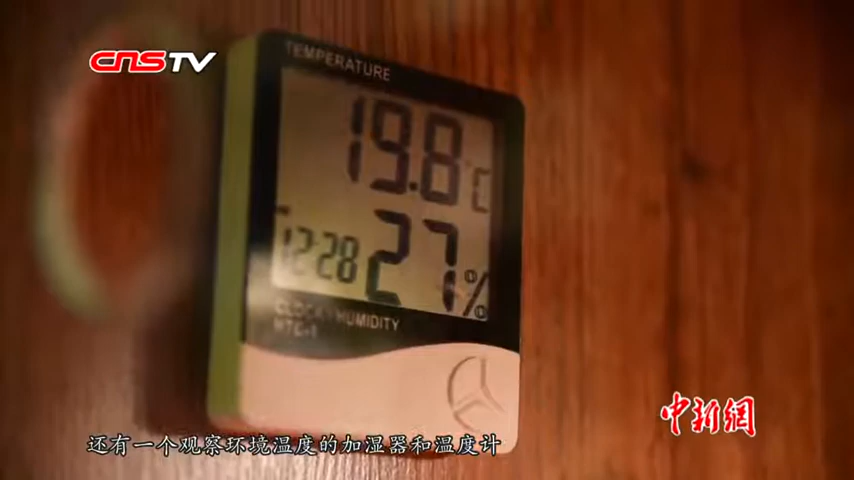 CNSTV
TEMPERATURE
19.8 °C
12:28 27%
CLOCK / HUMIDITY
HTC-1
中新網
还有一个观察环境温度的加湿器和温度计